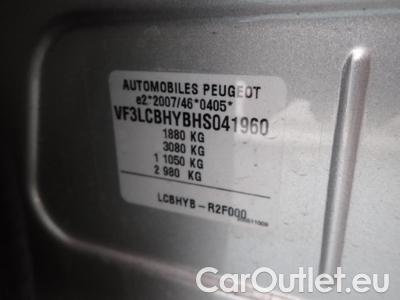 AUTOMOBILES PEUGEOT
e2*2007/46*0405*
VF3LCBHYBHS041960
1880 KG
3080 KG
1 1050 KG
2 980 KG
LCBHYB-R2F000
CarOutlet.eu